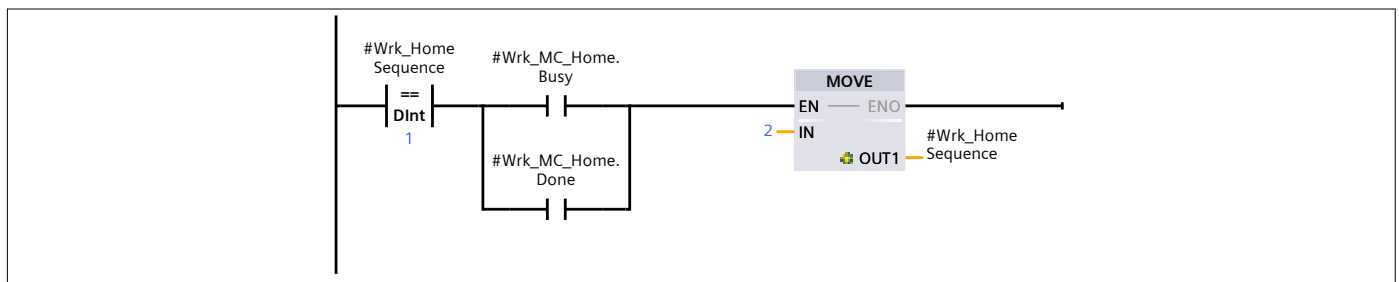 #Wrk_Home
Sequence
==
DInt
1
#Wrk_MC_Home.
Busy
#Wrk_MC_Home.
Done
MOVE
EN
ENO
2
IN
OUT1
#Wrk_Home
Sequence